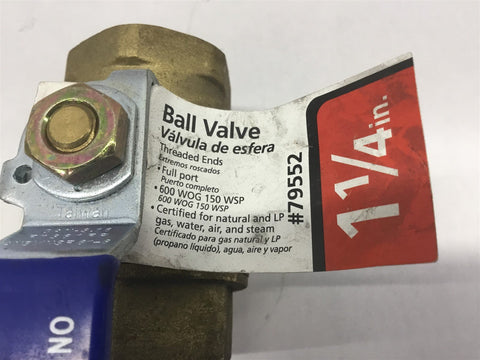 Ball Valve
Válvula de esfera
Threaded Ends
Extremos roscados
• Full port
Puerto completo
• 600 WOG 150 WSP
600 WOG 150 WSP
• Certified for natural and LP
gas, water, air, and steam
Certificado para gas natural y LP
(propano líquido), agua, aire y vapor
#79552
1 1/4 in.
Taiwan
NO